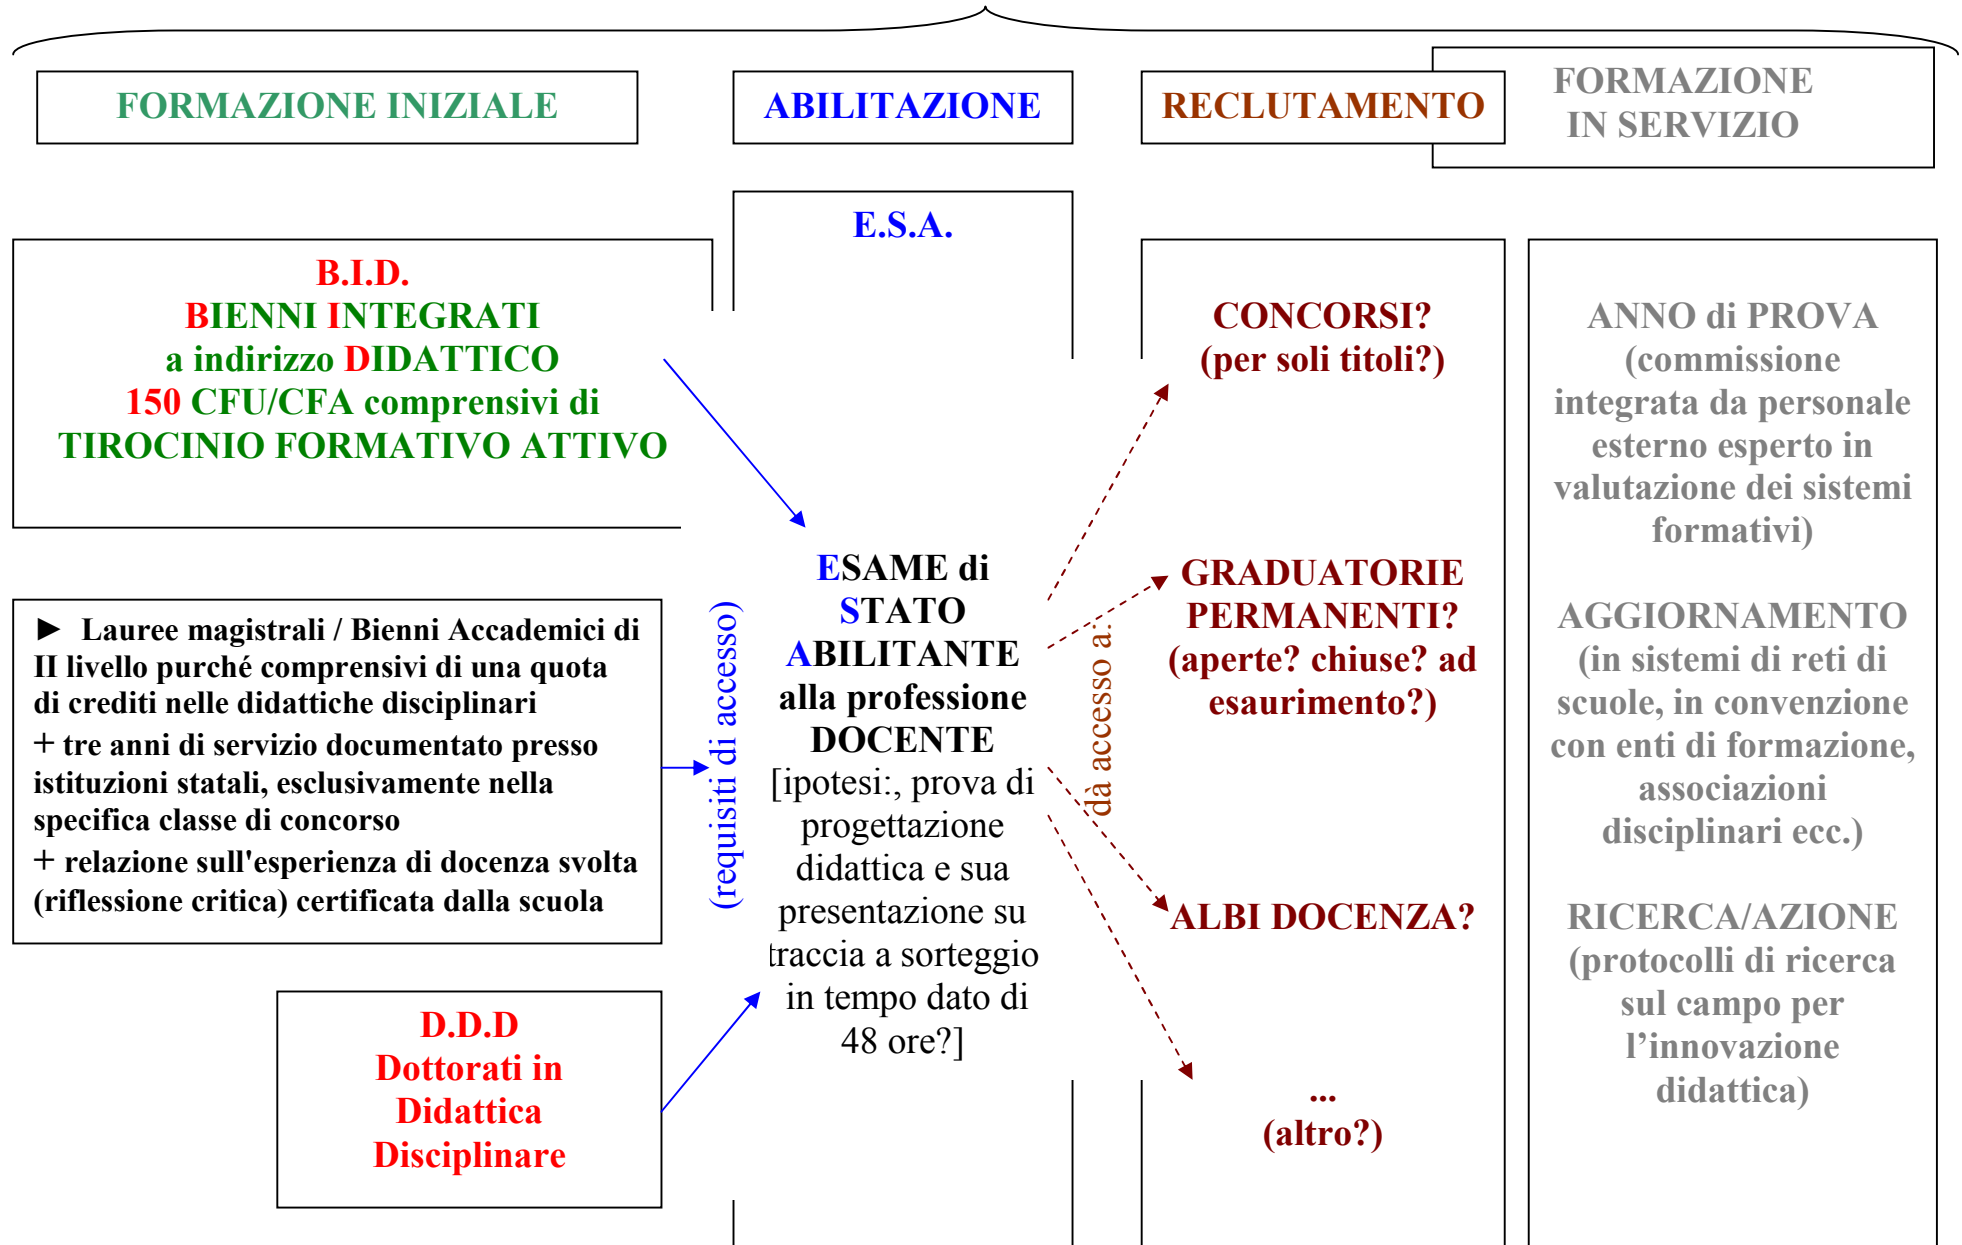 FORMAZIONE INIZIALE
ABILITAZIONE
RECLUTAMENTO
FORMAZIONE
IN SERVIZIO
B.I.D.
BIENNI INTEGRATI
a indirizzo DIDATTICO
150 CFU/CFA comprensivi di
TIROCINIO FORMATIVO ATTIVO
► Lauree magistrali / Bienni Accademici di
II livello purché comprensivi di una quota
di crediti nelle didattiche disciplinari
+ tre anni di servizio documentato presso
istituzioni statali, esclusivamente nella
specifica classe di concorso
+ relazione sull'esperienza di docenza svolta
(riflessione critica) certificata dalla scuola
D.D.D
Dottorati in
Didattica
Disciplinare
(requisiti di accesso)
E.S.A.
ESAME di
STATO
ABILITANTE
alla professione
DOCENTE
[ipotesi:, prova di
progettazione
didattica e sua
presentazione su
traccia a sorteggio
in tempo dato di
48 ore?]
dà accesso a:
CONCORSI?
(per soli titoli?)
GRADUATORIE
PERMANENTI?
(aperte? chiuse? ad
esaurimento?)
ALBI DOCENZA?
...
(altro?)
ANNO di PROVA
(commissione
integrata da personale
esterno esperto in
valutazione dei sistemi
formativi)
AGGIORNAMENTO
(in sistemi di reti di
scuole, in convenzione
con enti di formazione,
associazioni
disciplinari ecc.)
RICERCA/AZIONE
(protocolli di ricerca
sul campo per
l’innovazione
didattica)